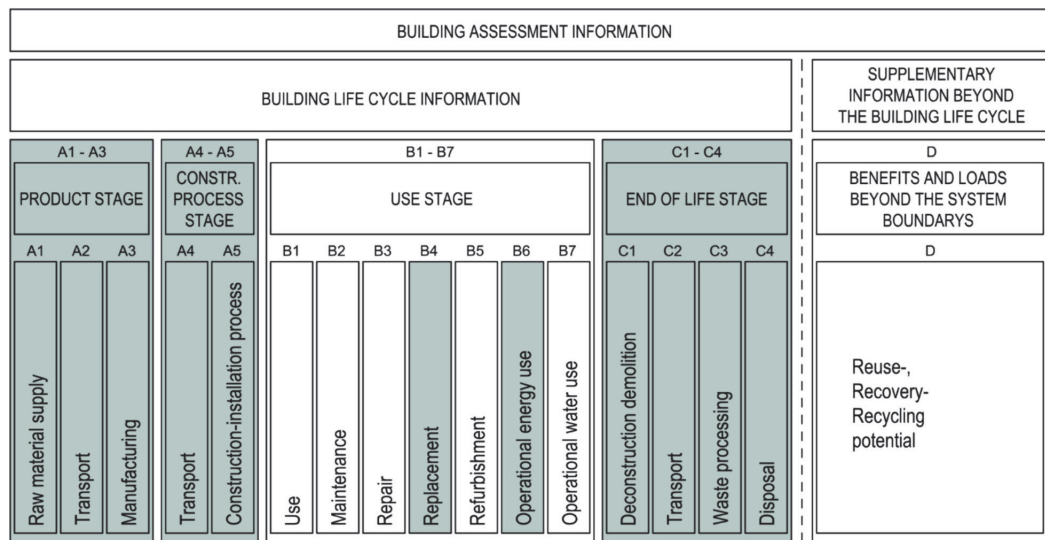 BUILDING ASSESSMENT INFORMATION
BUILDING LIFE CYCLE INFORMATION
SUPPLEMENTARY
INFORMATION BEYOND
THE BUILDING LIFE CYCLE
A1 - A3
A4 - A5
B1 - B7
C1 - C4
D
PRODUCT STAGE
CONSTR.
PROCESS
STAGE
USE STAGE
END OF LIFE STAGE
BENEFITS AND LOADS
BEYOND THE SYSTEM
BOUNDARYS
A1
A2
A3
A4
A5
B1
B2
B3
B4
B5
B6
B7
C1
C2
C3
C4
D
Raw material supply
Transport
Manufacturing
Transport
Construction-installation process
Use
Maintenance
Repair
Replacement
Refurbishment
Operational energy use
Operational water use
Deconstruction demolition
Transport
Waste processing
Disposal
Reuse-,
Recovery-
Recycling
potential